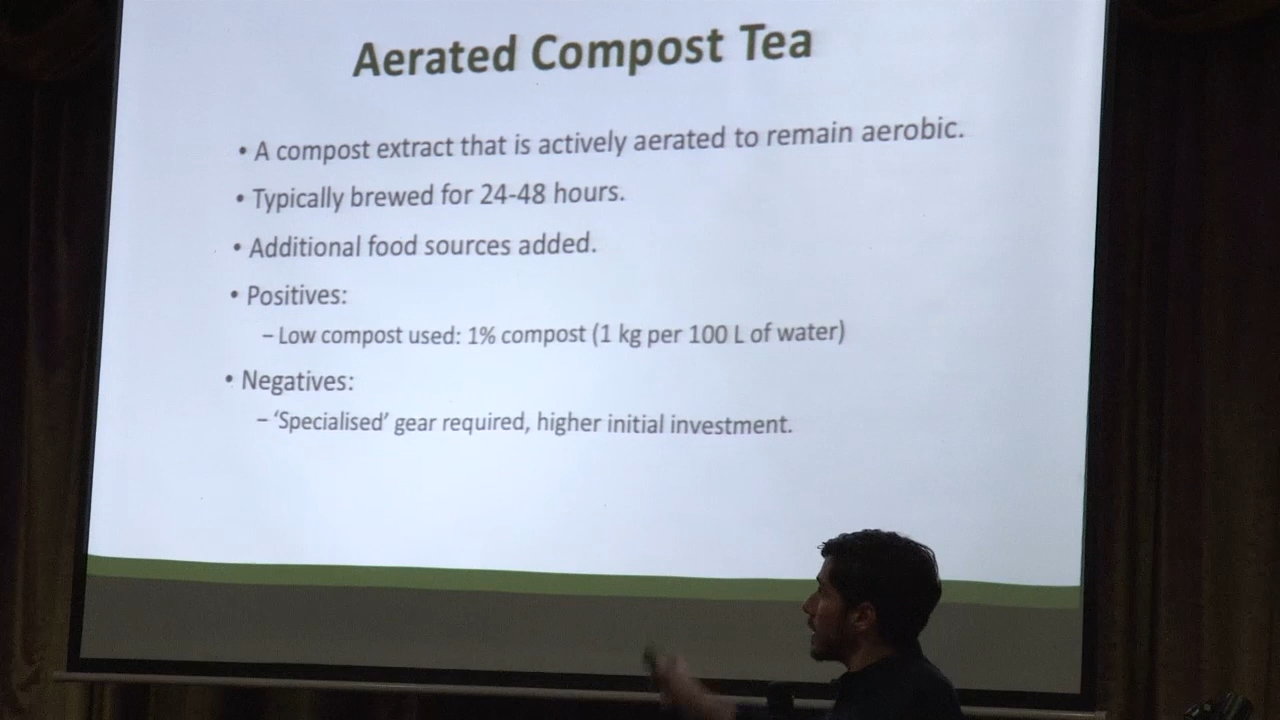 Aerated Compost Tea
• A compost extract that is actively aerated to remain aerobic.
• Typically brewed for 24-48 hours.
• Additional food sources added.
• Positives:
– Low compost used: 1% compost (1 kg per 100 L of water)
• Negatives:
– ‘Specialised’ gear required, higher initial investment.